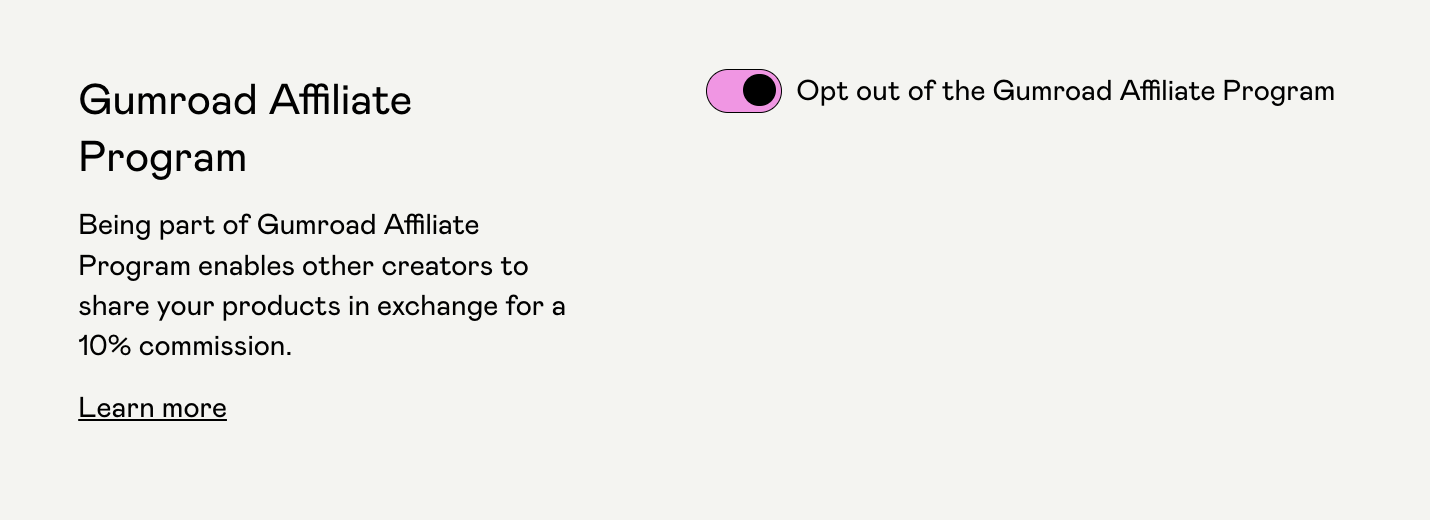 Gumroad Affiliate
Program
Being part of Gumroad Affiliate
Program enables other creators to
share your products in exchange for a
10% commission.
Learn more
Opt out of the Gumroad Affiliate Program